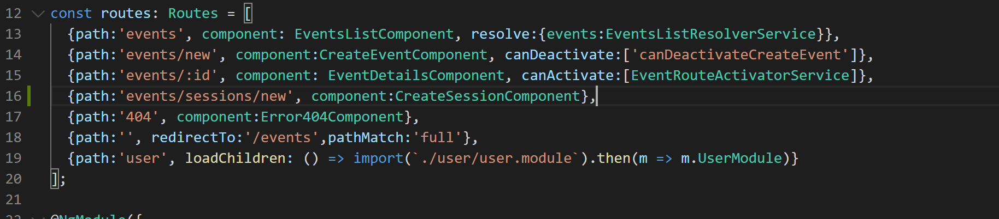 12 const routes: Routes = [
13 {path:'events', component: EventsListComponent, resolve:{events:EventsListResolverService}},
14 {path:'events/new', component:CreateEventComponent, canDeactivate:['canDeactivateCreateEvent']},
15 {path:'events/:id', component: EventDetailsComponent, canActivate:[EventRouteActivatorService]},
16 {path:'events/sessions/new', component:CreateSessionComponent},
17 {path:'404', component:Error404Component},
18 {path:'', redirectTo:'/events',pathMatch:'full'},
19 {path:'user', loadChildren: () => import(`./user/user.module`).then(m => m.UserModule)}
20 ];
21
22 @NgModule({